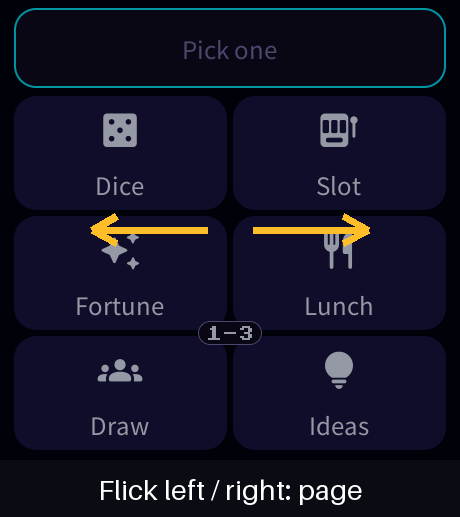 Pick one
Dice
Slot
Fortune
Lunch
1-3
Draw
Ideas
Flick left / right: page